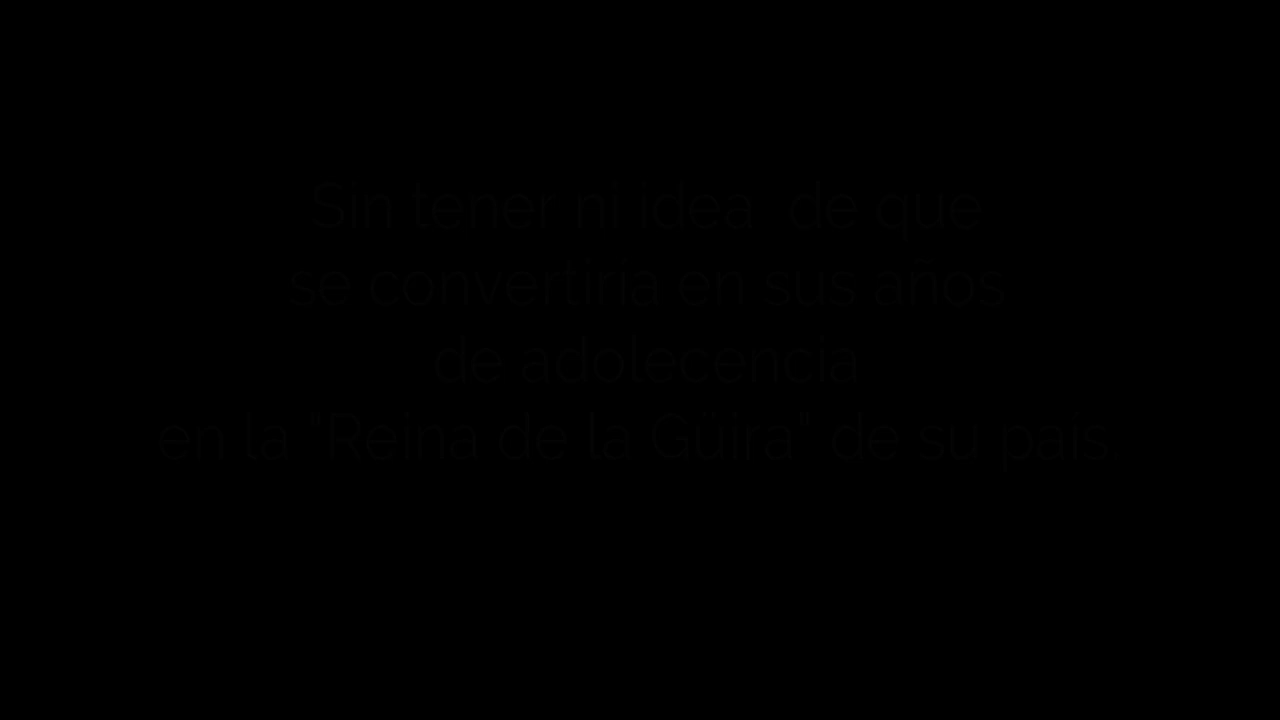 Sin tener ni idea de que
se convertiría en sus años
de adolecencia
en la "Reina de la Güira" de su país.